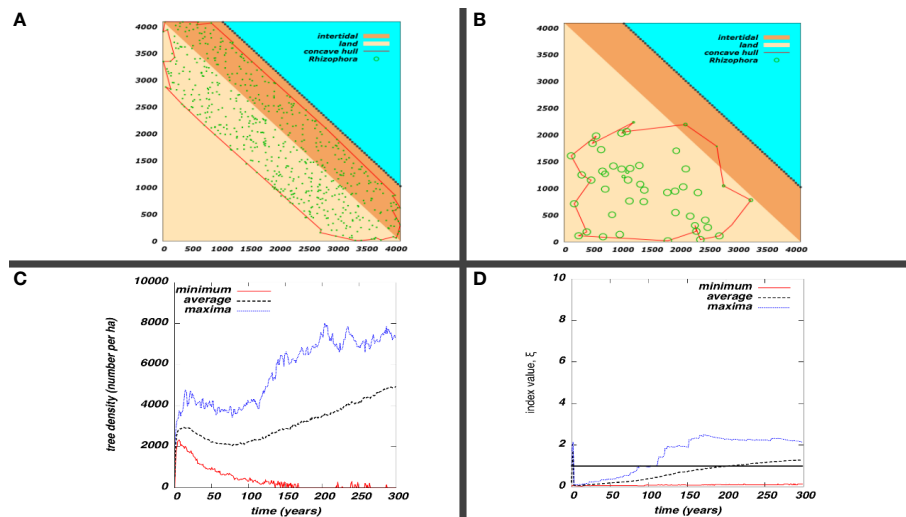 A
4000
3500
3000
2500
2000
1500
1000
500
0
0 500 1000 1500 2000 2500 3000 3500 4000
intertidal
land
concave hull
Rhizophora
B
4000
3500
3000
2500
2000
1500
1000
500
0
0 500 1000 1500 2000 2500 3000 3500 4000
intertidal
land
concave hull
Rhizophora
C
tree density (number per ha)
10000
8000
6000
4000
2000
0
0 50 100 150 200 250 300
time (years)
minimum
average
maxima
D
index value, ξ
10
8
6
4
2
0
0 50 100 150 200 250 300
time (years)
minimum
average
maxima